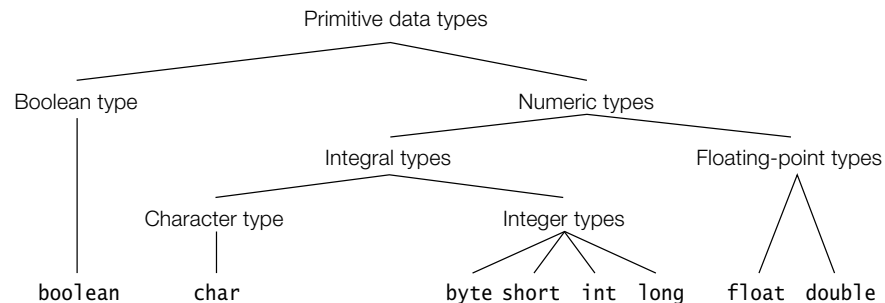 Primitive data types
Boolean type Numeric types
Integral types Floating-point types
Character type Integer types
boolean char byte short int long float double